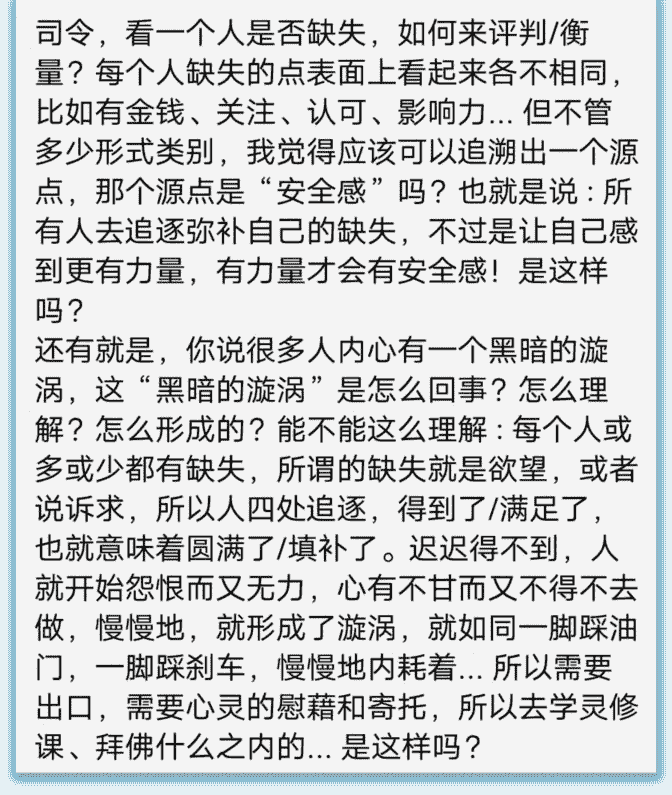 司令，看一个人是否缺失，如何来评判/衡
量？每个人缺失的点表面上看起来各不相同，
比如有金钱、关注、认可、影响力... 但不管
多少形式类别，我觉得应该可以追溯出一个源
点，那个源点是“安全感”吗？也就是说：所
有人去追逐弥补自己的缺失，不过是让自己感
到更有力量，有力量才会有安全感！是这样
吗？
还有就是，你说很多人内心有一个黑暗的漩
涡，这“黑暗的漩涡”是怎么回事？怎么理
解？怎么形成的？能不能这么理解：每个人或
多或少都有缺失，所谓的缺失就是欲望，或者
说诉求，所以人四处追逐，得到了/满足了，
也就意味着圆满了/填补了。迟迟得不到，人
就开始怨恨而又无力，心有不甘而又不得不去
做，慢慢地，就形成了漩涡，就如同一脚踩油
门，一脚踩刹车，慢慢地内耗着... 所以需要
出口，需要心灵的慰藉和寄托，所以去学灵修
课、拜佛什么之内的... 是这样吗？